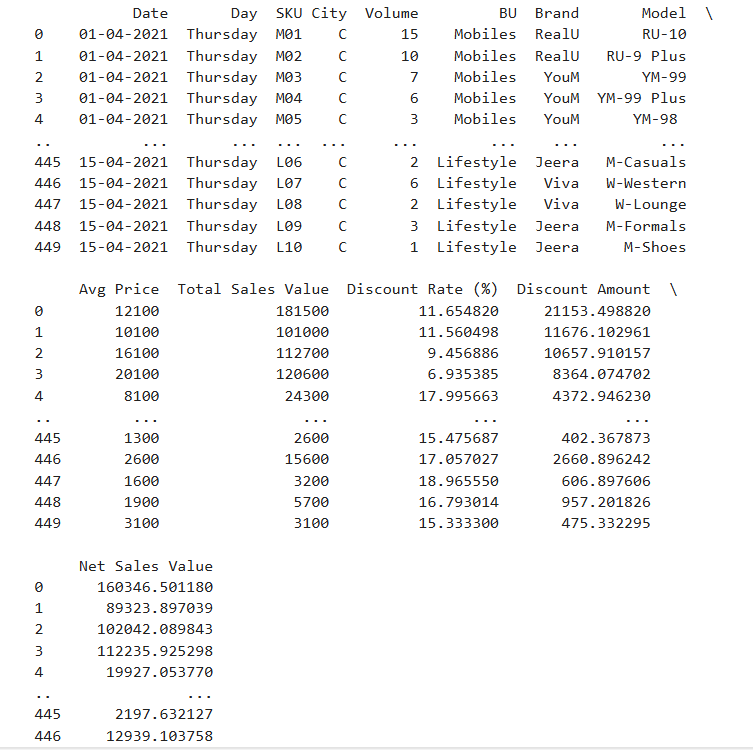 Date Day SKU City Volume BU Brand Model \
0 01-04-2021 Thursday M01 C 15 Mobiles RealU RU-10
1 01-04-2021 Thursday M02 C 10 Mobiles RealU RU-9 Plus
2 01-04-2021 Thursday M03 C 7 Mobiles YouM YM-99
3 01-04-2021 Thursday M04 C 6 Mobiles YouM YM-99 Plus
4 01-04-2021 Thursday M05 C 3 Mobiles YouM YM-98
.. ... ... ... ... ... ... ... ...
445 15-04-2021 Thursday L06 C 2 Lifestyle Jeera M-Casuals
446 15-04-2021 Thursday L07 C 6 Lifestyle Viva W-Western
447 15-04-2021 Thursday L08 C 2 Lifestyle Viva W-Lounge
448 15-04-2021 Thursday L09 C 3 Lifestyle Jeera M-Formals
449 15-04-2021 Thursday L10 C 1 Lifestyle Jeera M-Shoes
Avg Price Total Sales Value Discount Rate (%) Discount Amount \
0 12100 181500 11.654820 21153.498820
1 10100 101000 11.560498 11676.102961
2 16100 112700 9.456886 10657.910157
3 20100 120600 6.935385 8364.074702
4 8100 24300 17.995663 4372.946230
.. ... ... ... ...
445 1300 2600 15.475687 402.367873
446 2600 15600 17.057027 2660.896242
447 1600 3200 18.965550 606.897606
448 1900 5700 16.793014 957.201826
449 3100 3100 15.333300 475.332295
Net Sales Value
0 160346.501180
1 89323.897039
2 102042.089843
3 112235.925298
4 19927.053770
.. ...
445 2197.632127
446 12939.103758